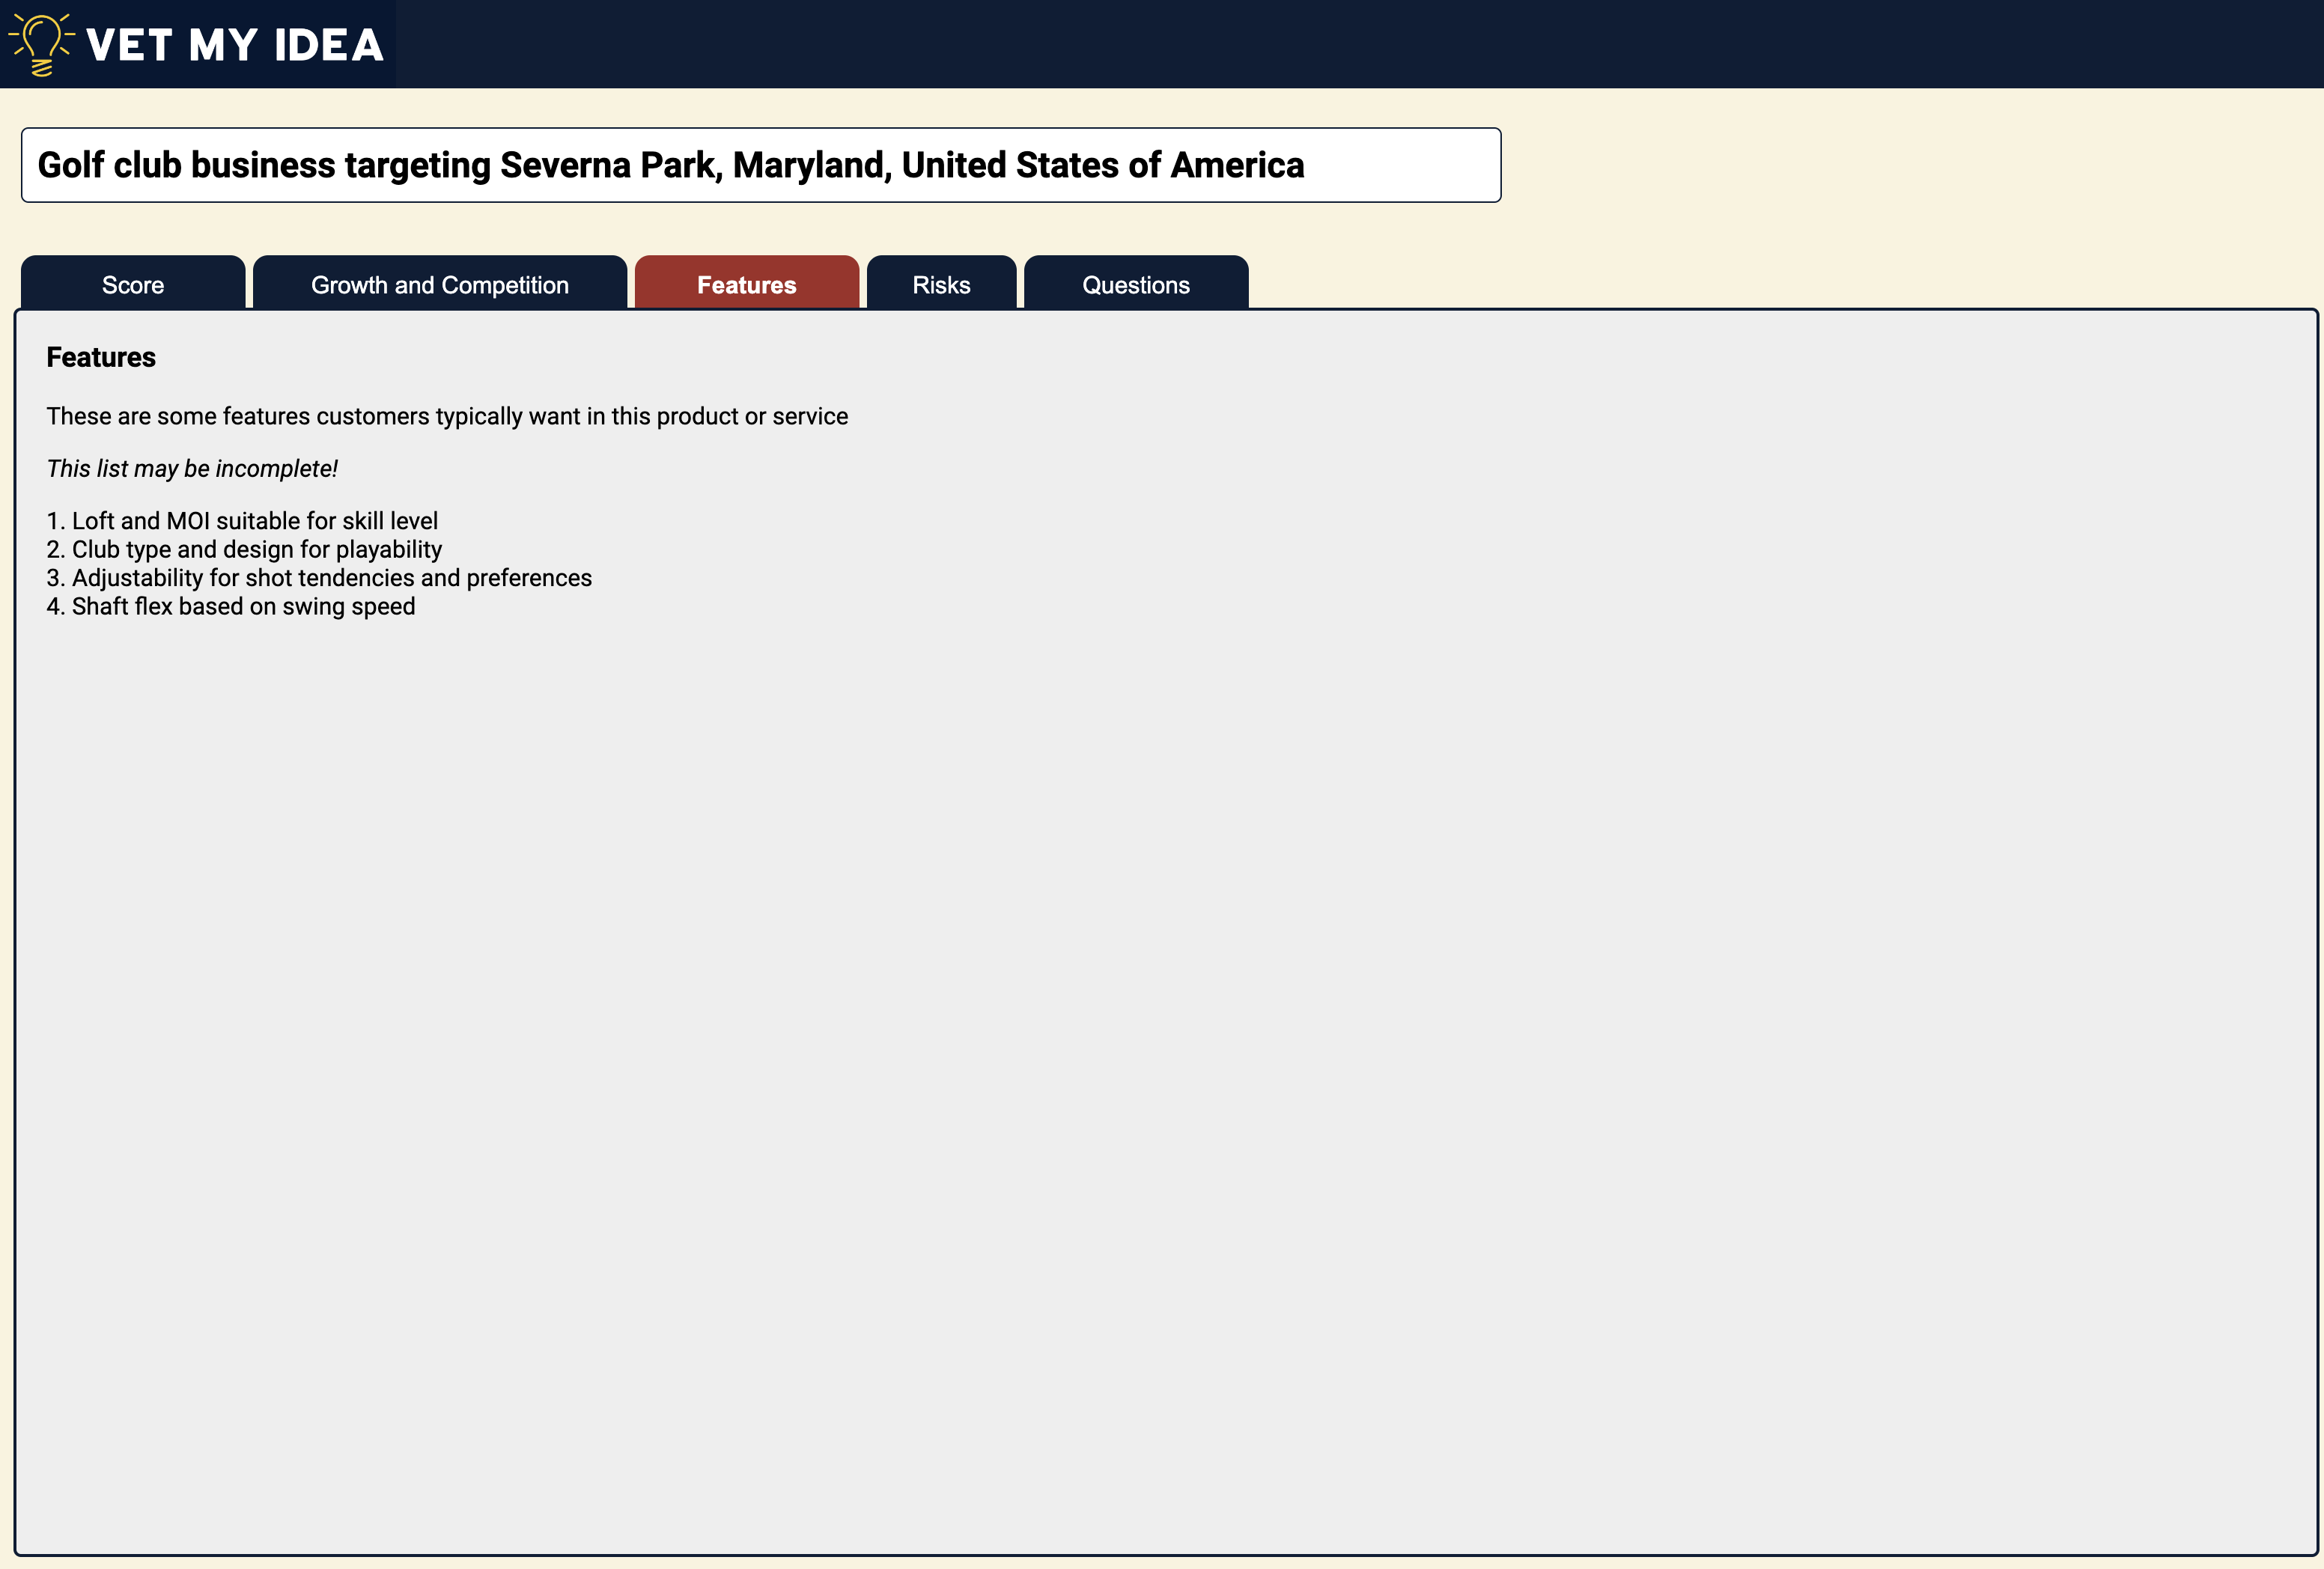 VET MY IDEA
Golf club business targeting Severna Park, Maryland, United States of America
Score
Growth and Competition
Features
Risks
Questions
Features
These are some features customers typically want in this product or service
This list may be incomplete!
1. Loft and MOI suitable for skill level
2. Club type and design for playability
3. Adjustability for shot tendencies and preferences
4. Shaft flex based on swing speed